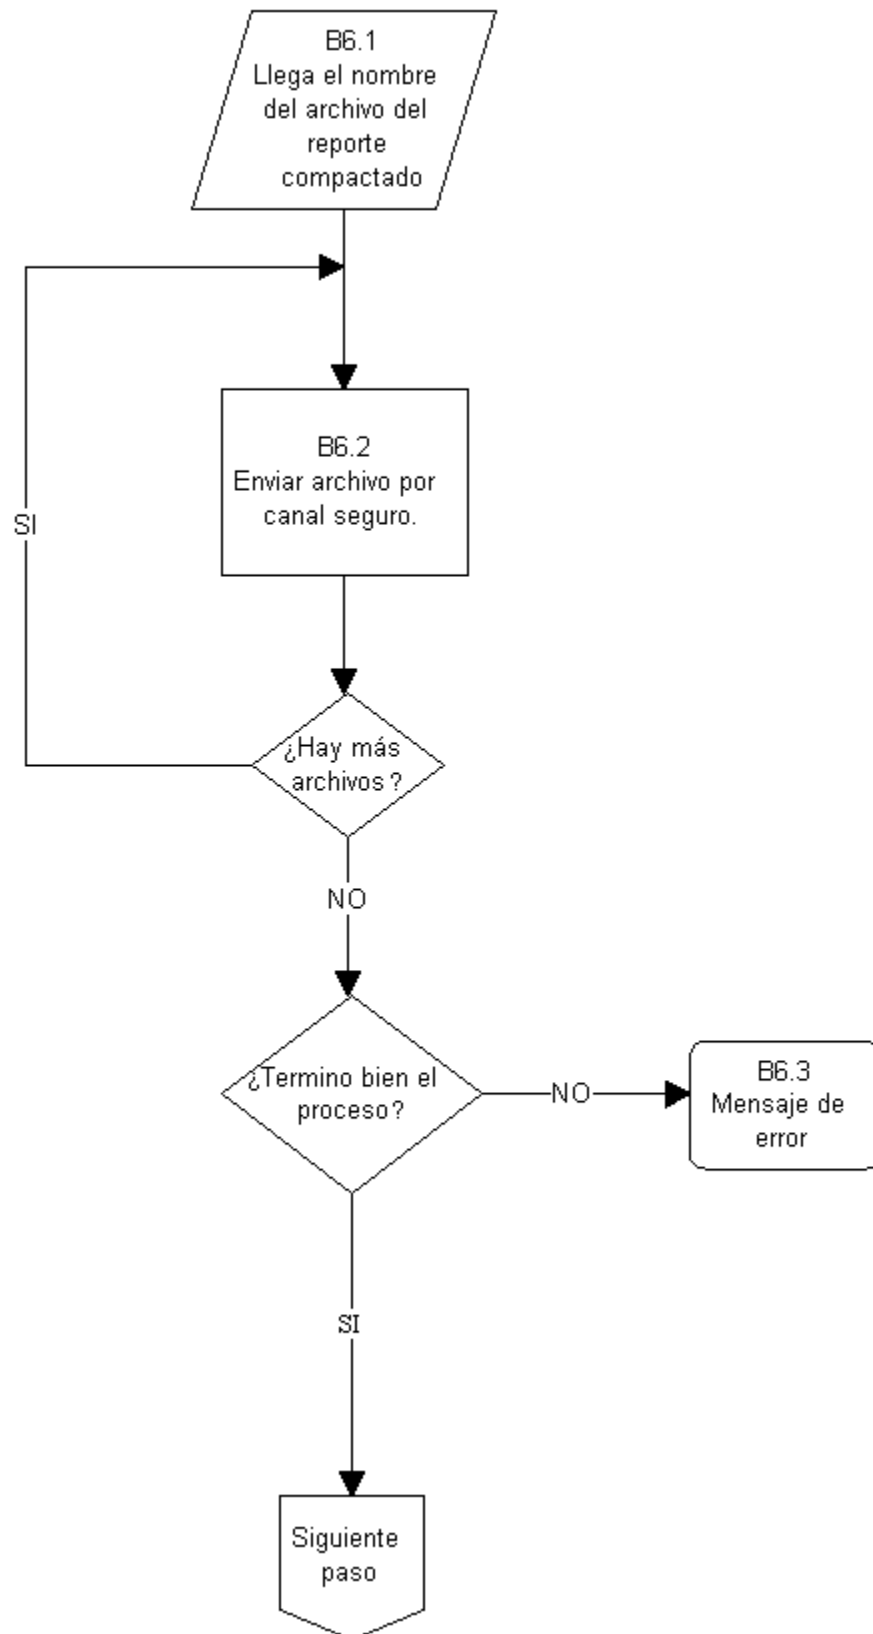 B6.1
Llega el nombre
del archivo del
reporte
compactado
B6.2
Enviar archivo por
canal seguro.
SI
¿Hay más
archivos?
NO
¿Termino bien el
proceso?
NO
B6.3
Mensaje de
error
SI
Siguiente
paso